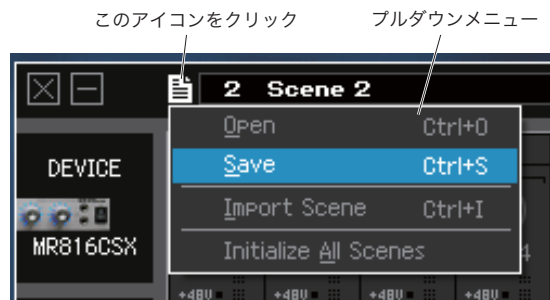 このアイコンをクリック
プルダウンメニュー
2 Scene 2
Open Ctrl+O
Save Ctrl+S
Import Scene Ctrl+I
Initialize All Scenes
DEVICE
MR816CSX
4
+48V +48V +48V +48V